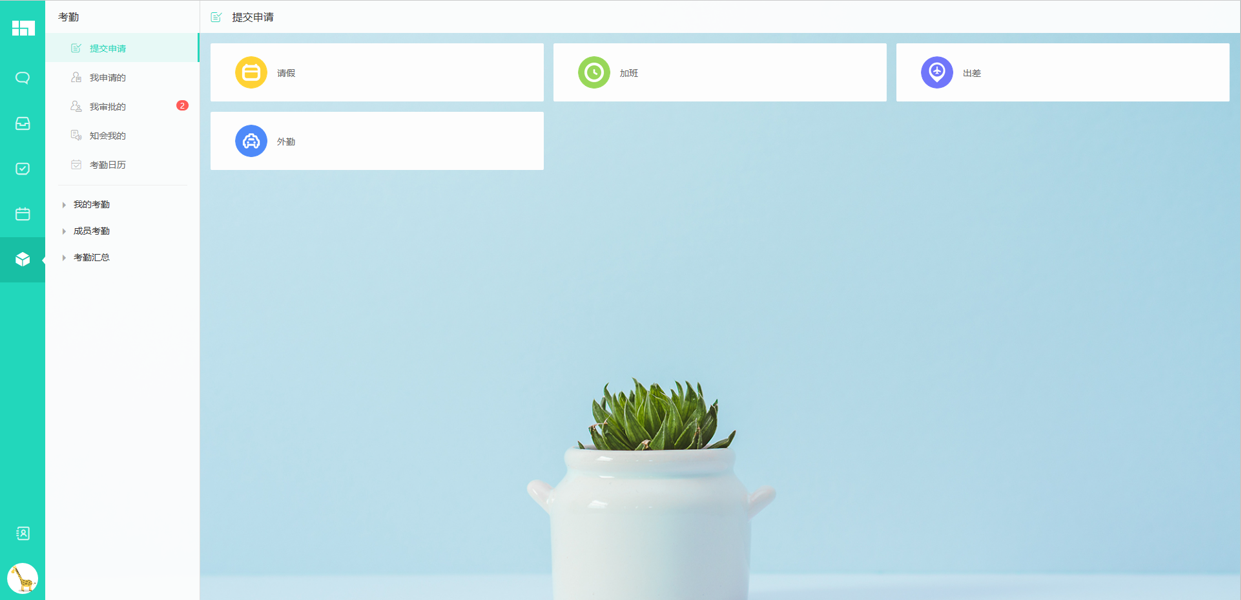 考勤
提交申请
我申请的
我审批的
2
知会我的
考勤日历
我的考勤
成员考勤
考勤汇总
提交申请
请假
加班
出差
外勤